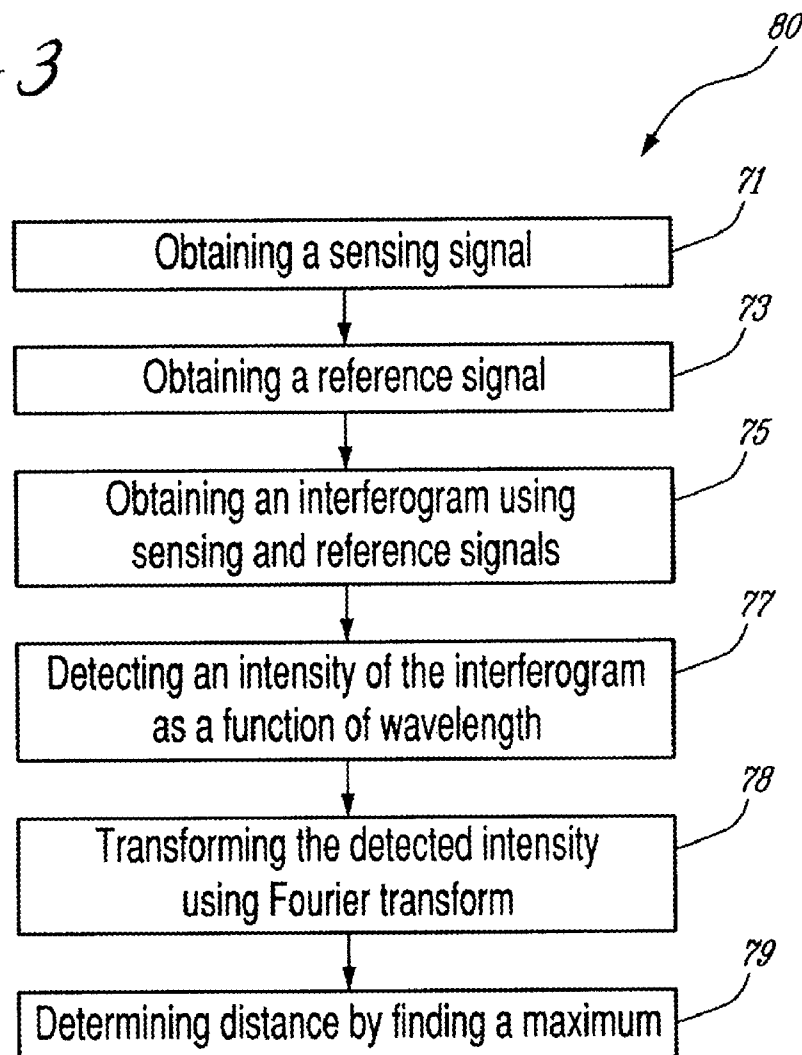 3
80
71
Obtaining a sensing signal
73
Obtaining a reference signal
75
Obtaining an interferogram using
sensing and reference signals
77
Detecting an intensity of the interferogram
as a function of wavelength
78
Transforming the detected intensity
using Fourier transform
79
Determining distance by finding a maximum